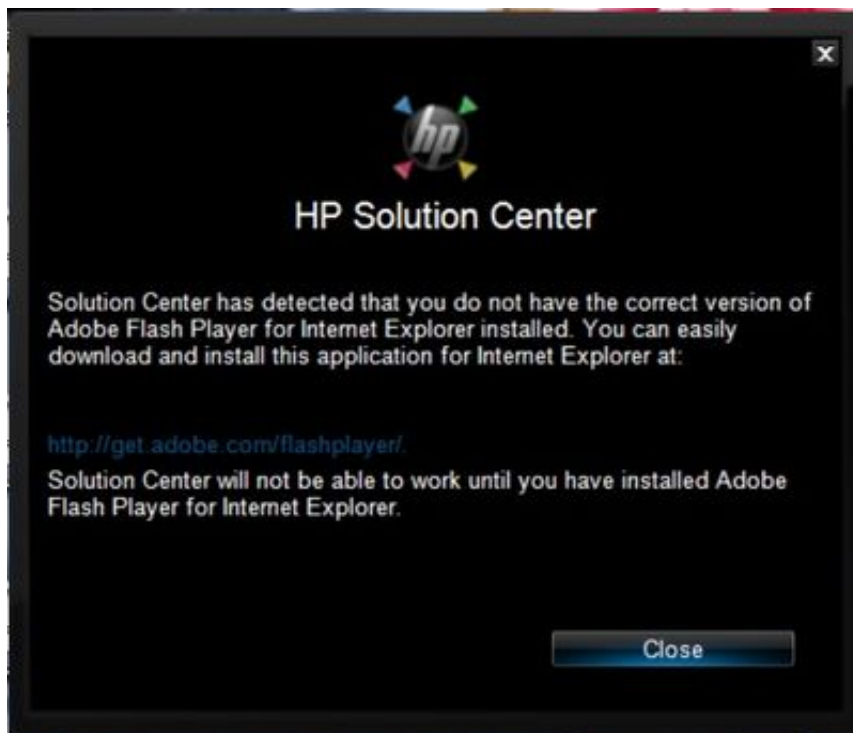 X
hp
HP Solution Center
Solution Center has detected that you do not have the correct version of
Adobe Flash Player for Internet Explorer installed. You can easily
download and install this application for Internet Explorer at:
http://get.adobe.com/flashplayer/.
Solution Center will not be able to work until you have installed Adobe
Flash Player for Internet Explorer.
Close